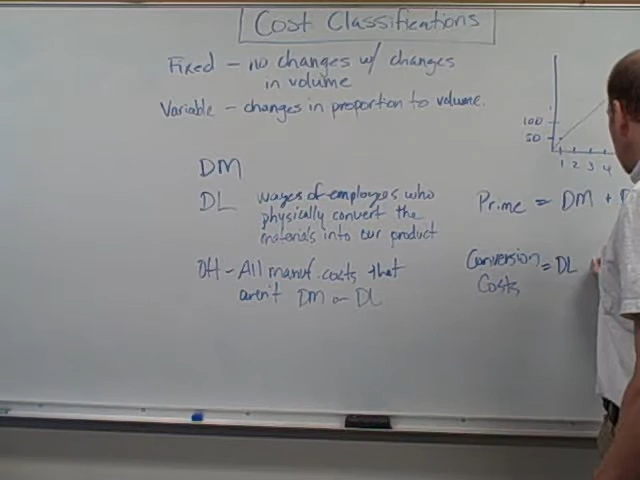 Cost Classifications
Fixed - no changes w/ changes
in volume
Variable - changes in proportion to volume.
100
50
1 2 3 4
DM
DL wages of employees who
physically convert the
materials into our product
OH - All manuf. costs that
aren't DM or DL
Prime = DM + D
Conversion = DL
Costs